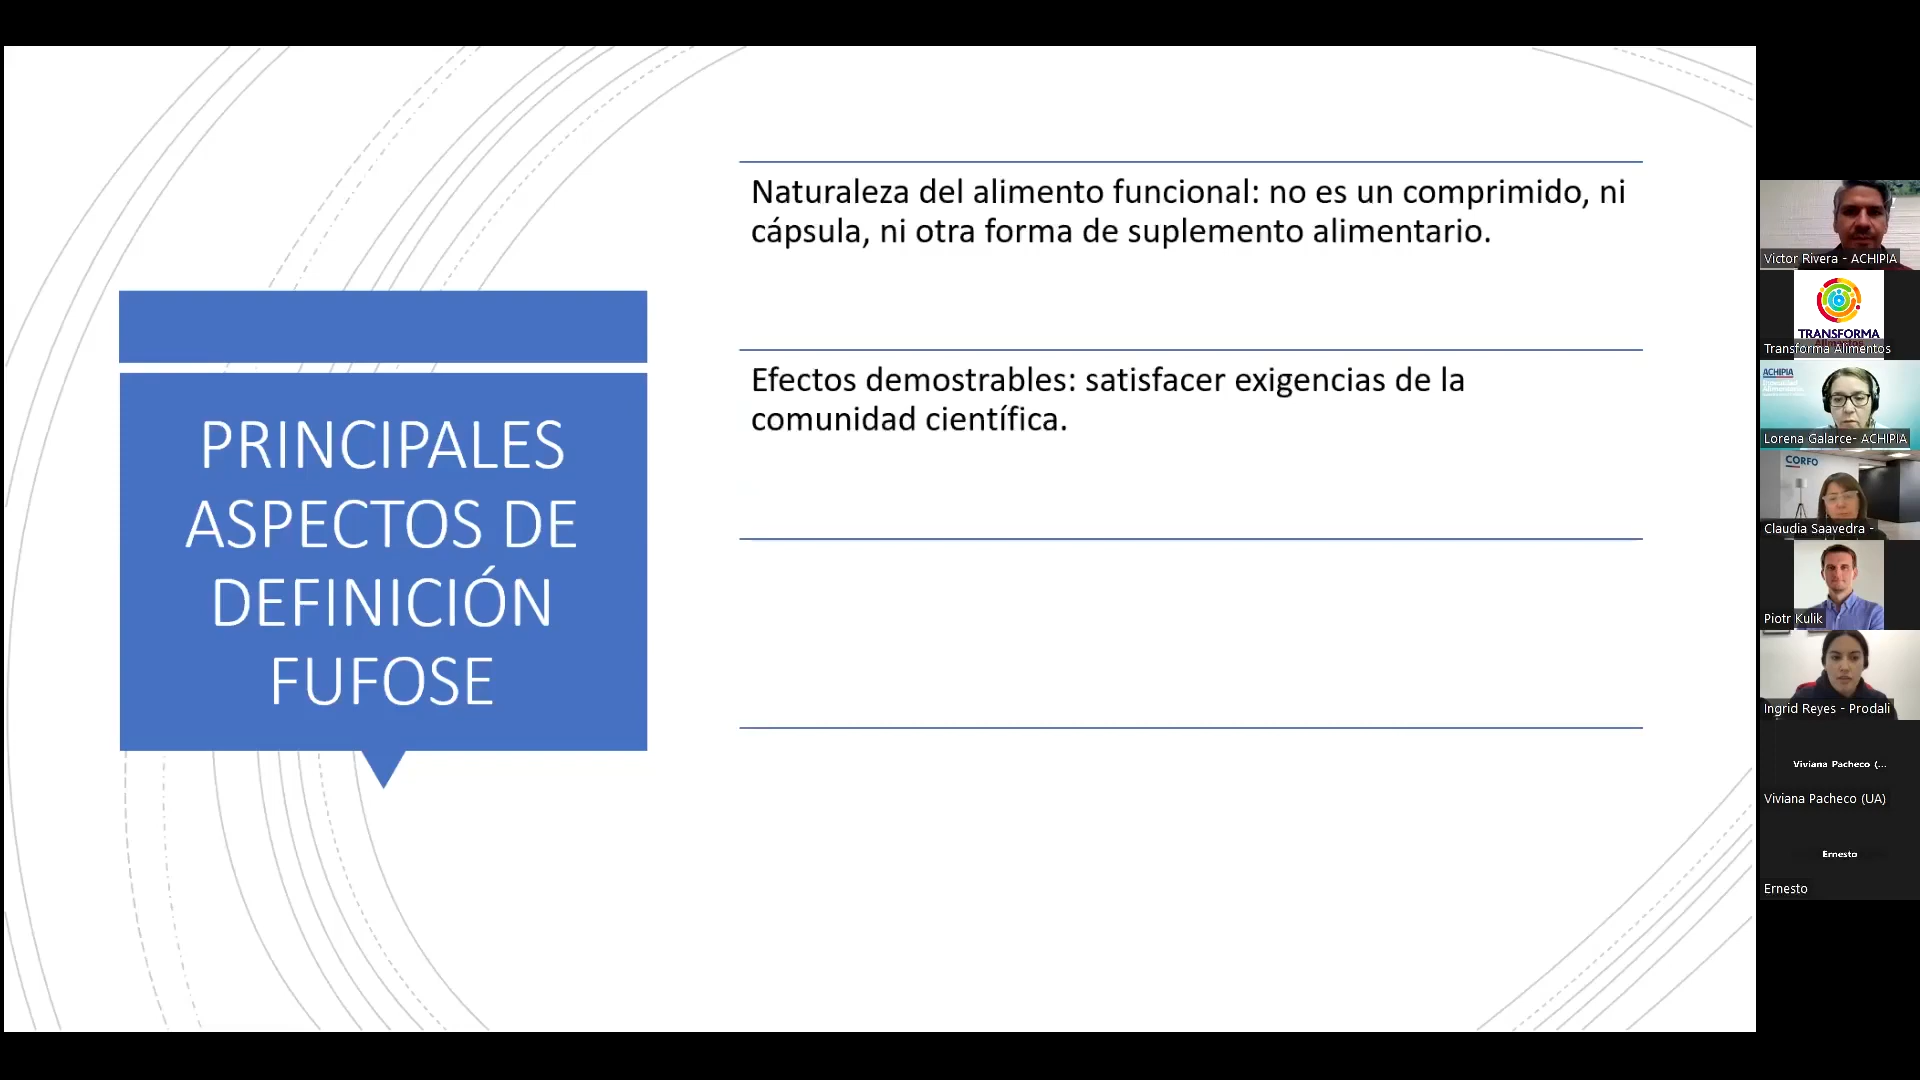 Naturaleza del alimento funcional: no es un comprimido, ni
cápsula, ni otra forma de suplemento alimentario.
Efectos demostrables: satisfacer exigencias de la
comunidad científica.
PRINCIPALES
ASPECTOS DE
DEFINICIÓN
FUFOSE
Victor Rivera - ACHIPIA
TRANSFORMA
Transforma Alimentos
ACHIPIA
Lorena Galarce- ACHIPIA
CORFO
Claudia Saavedra -
Piotr Kulik
Ingrid Reyes - Prodali
Viviana Pacheco (...
Viviana Pacheco (UA)
Ernesto
Ernesto